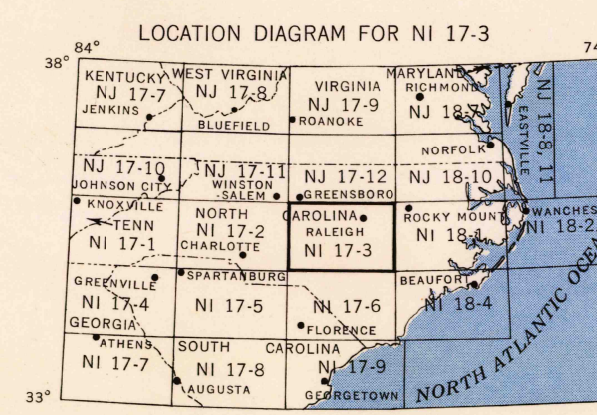 LOCATION DIAGRAM FOR NI 17-3
84° 74
38°
KENTUCKY WEST VIRGINIA VIRGINIA MARYLAND
NJ 17-7 NJ 17-8 NJ 17-9 RICHMOND
JENKINS BLUEFIELD ROANOKE NJ 18-7
NJ 18-8, 11
EASTVILLE
NORFOLK
NJ 17-10 NJ 17-11 NJ 17-12 NJ 18-10
JOHNSON CITY WINSTON
-SALEM GREENSBORO
KNOXVILLE NORTH CAROLINA ROCKY MOUNT WANCHES
TENN NI 17-2 RALEIGH NI 18-1 NI 18-2
NI 17-1 CHARLOTTE NI 17-3
GREENVILLE SPARTANBURG BEAUFORT
NI 17-4 NI 17-5 NI 17-6 NI 18-4
GEORGIA FLORENCE
ATHENS SOUTH CAROLINA
NI 17-7 NI 17-8 NI 17-9
AUGUSTA GEORGETOWN
NORTH ATLANTIC OCEA
33°